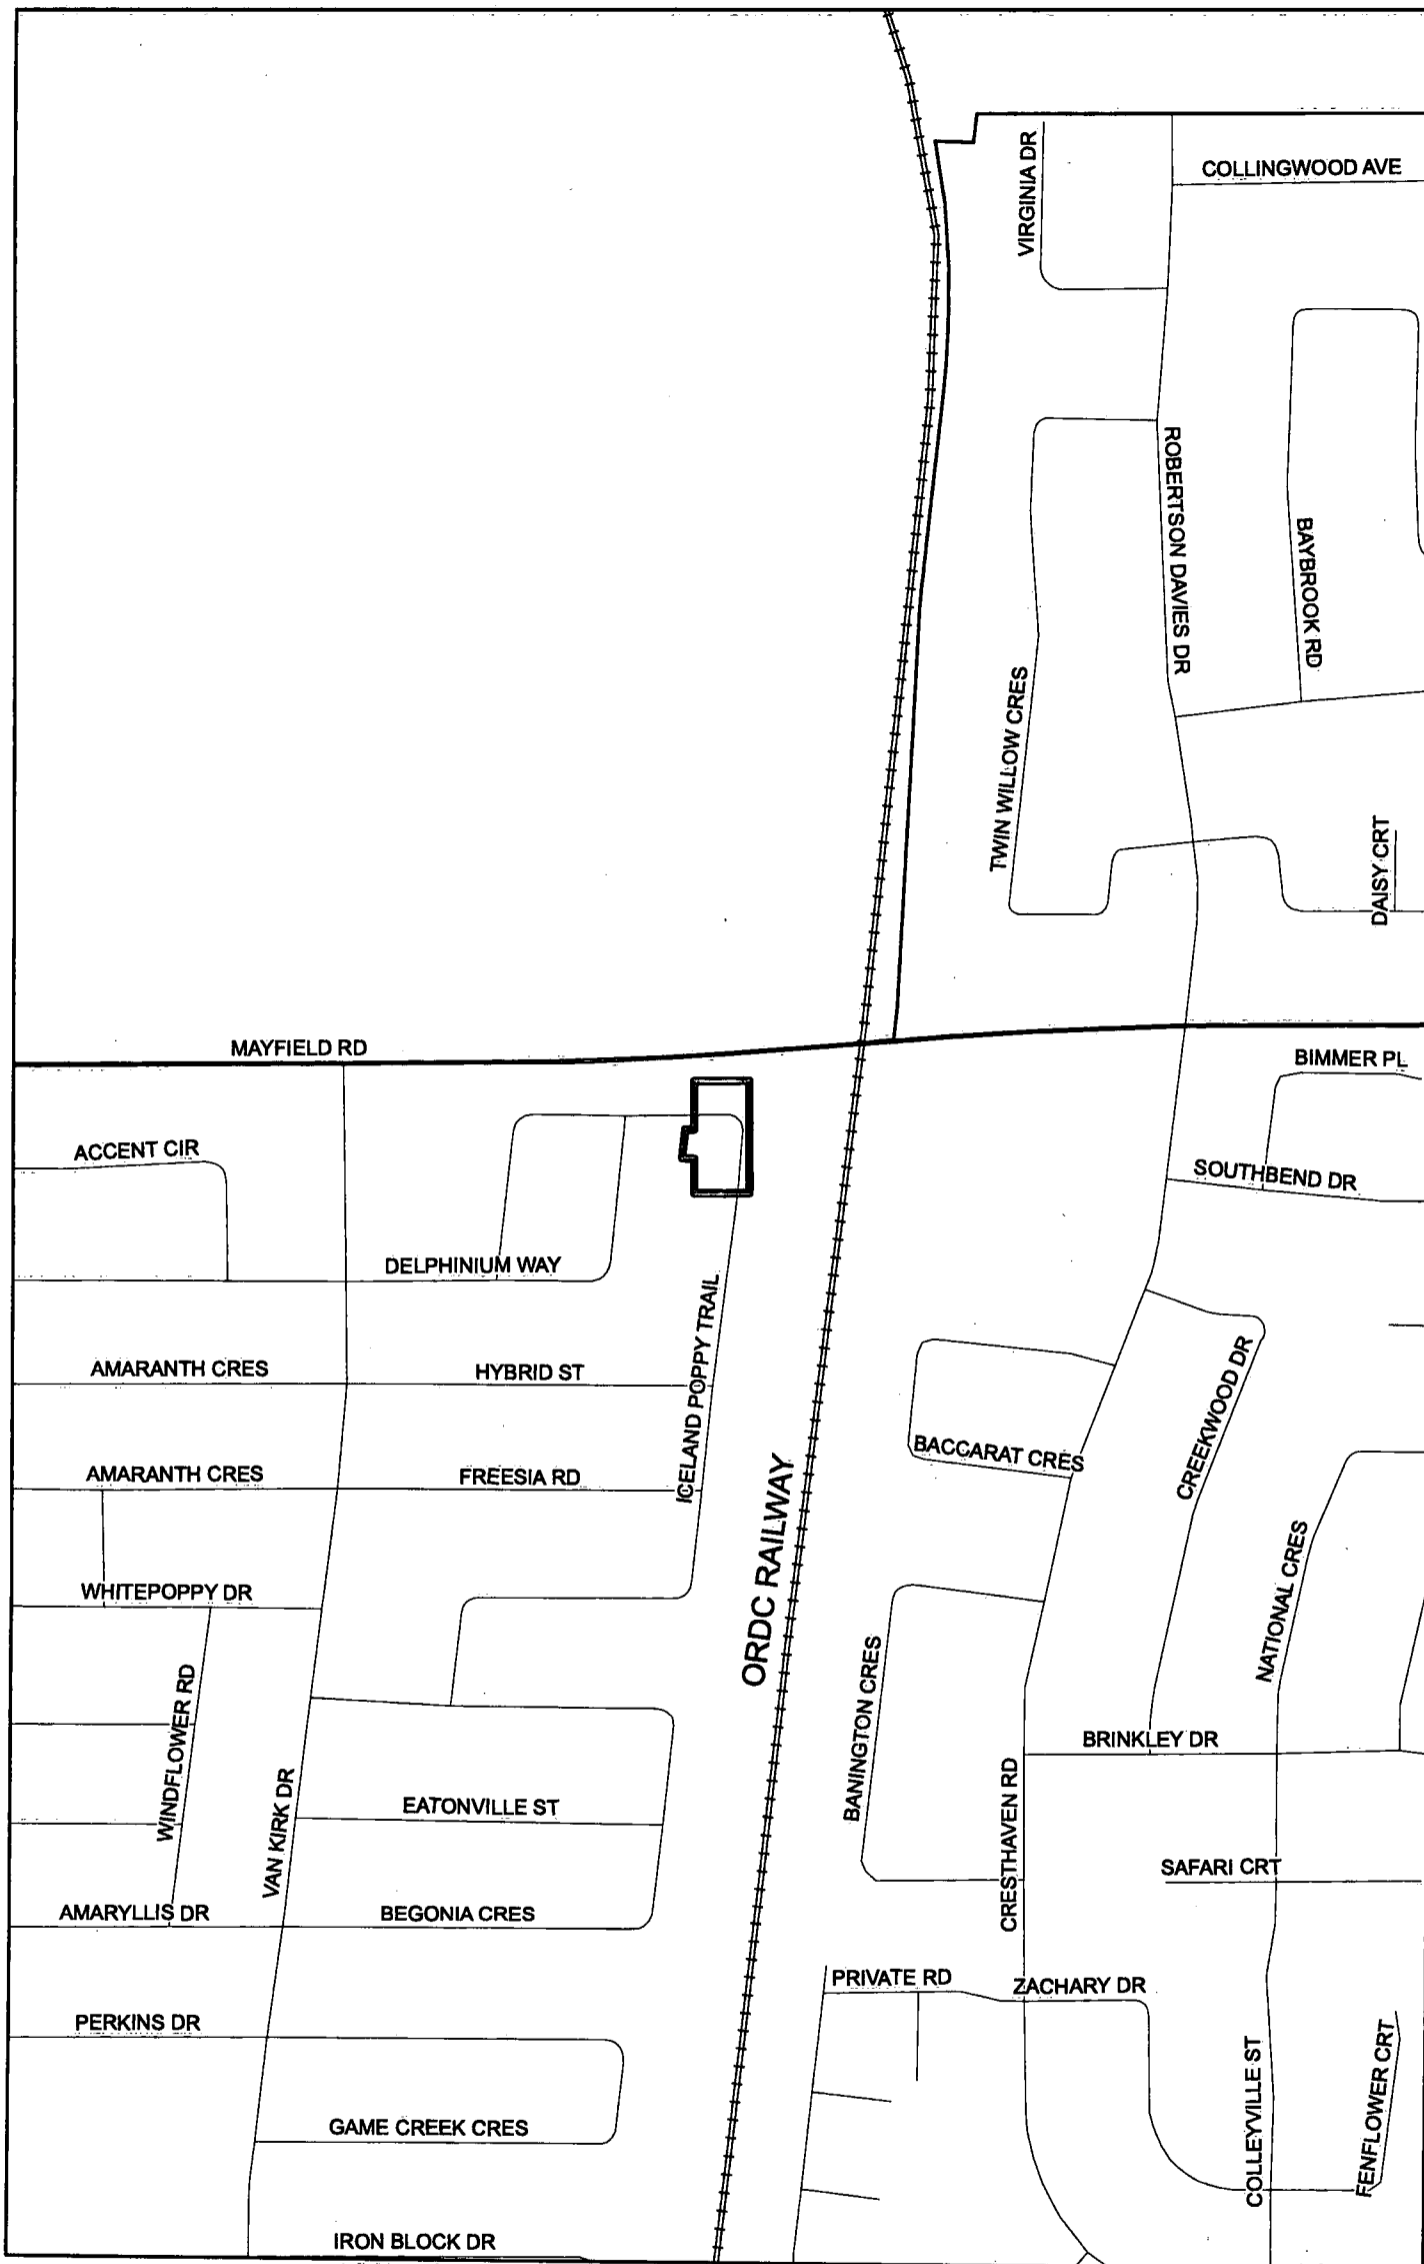 VIRGINIA DR
COLLINGWOOD AVE
ROBERTSON DAVIES DR
BAYBROOK RD
TWIN WILLOW CRES
DAISY CRT
MAYFIELD RD
BIMMER PL
ACCENT CIR
SOUTHBEND DR
DELPHINIUM WAY
ICELAND POPPY TRAIL
AMARANTH CRES
HYBRID ST
CREEKWOOD DR
BACCARAT CRES
AMARANTH CRES
FREESIA RD
ORDC RAILWAY
NATIONAL CRES
WHITEPOPPY DR
WINDFLOWER RD
BANINGTON CRES
BRINKLEY DR
VAN KIRK DR
EATONVILLE ST
CRESTHAVEN RD
SAFARI CRT
AMARYLLIS DR
BEGONIA CRES
PRIVATE RD
ZACHARY DR
PERKINS DR
COLLEYVILLE ST
FENFLOWER CRT
GAME CREEK CRES
IRON BLOCK DR